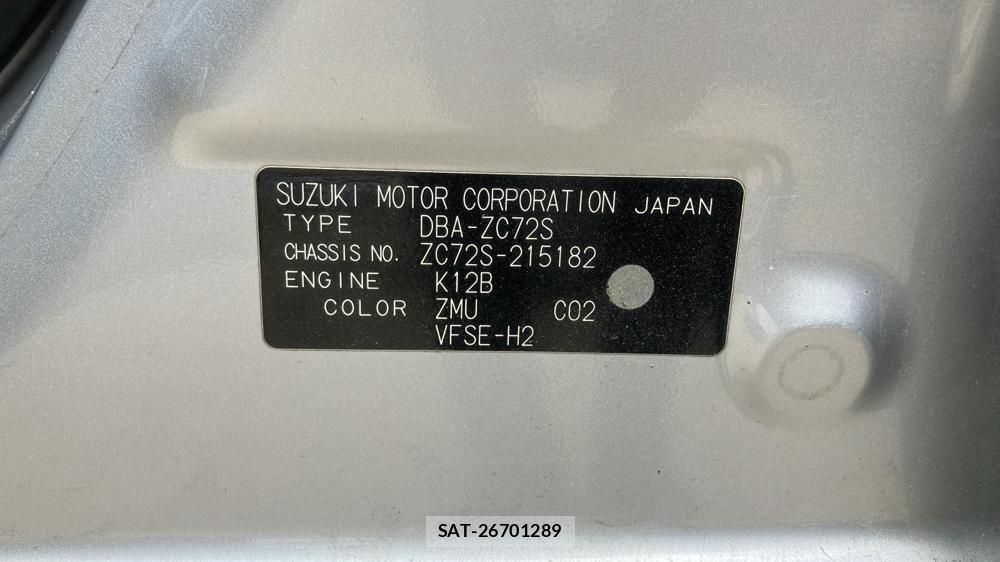 SUZUKI MOTOR CORPORATION JAPAN
TYPE DBA-ZC72S
CHASSIS NO. ZC72S-215182
ENGINE K12B
COLOR ZMU C02
VFSE-H2
SAT-26701289